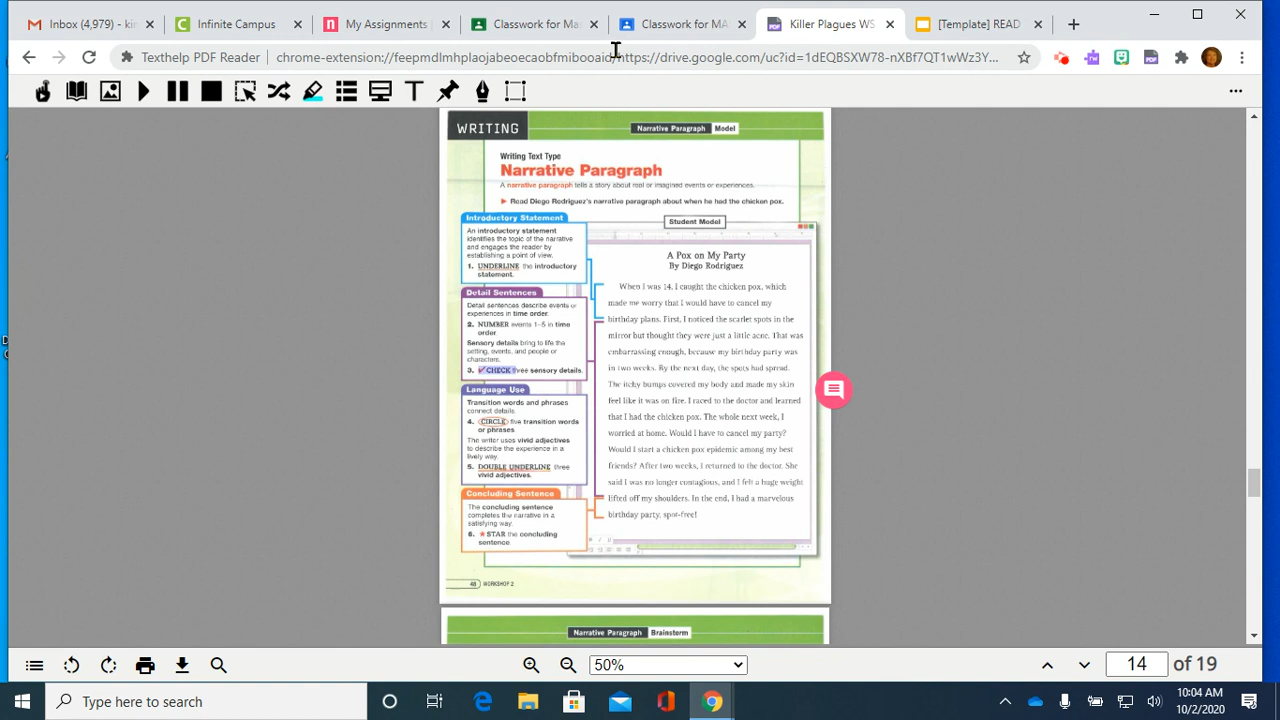 Inbox (4,979) - kin
Infinite Campus
My Assignments |
Classwork for Ma
Classwork for MA
Killer Plagues WS
[Template] READ
Texthelp PDF Reader
https://drive.google.com/uc?id=1dEQBSXW78-nXBf7QT1wWz3Y...
WRITING
Narrative Paragraph Model
Writing Text Type
Narrative Paragraph
A narrative paragraph tells a story about real or imagined events or experiences.
Read Diego Rodriguez's narrative paragraph about when he had the chicken pox.
Introductory Statement
An introductory statement
identifies the topic of the narrative
and engages the reader by
establishing a point of view.
1. UNDERLINE the introductory
statement.
Detail Sentences
Detail sentences describe events or
experiences in time order.
2. NUMBER events 1–5 in time
order.
Sensory details bring to life the
setting, events, and people or
characters.
3. ✓CHECK three sensory details.
Language Use
Transition words and phrases
connect details.
4. CIRCLE five transition words
or phrases.
The writer uses vivid adjectives
to describe the experience in a
lively way.
5. DOUBLE UNDERLINE three
vivid adjectives.
Concluding Sentence
The concluding sentence
completes the narrative in a
satisfying way.
6. ★STAR the concluding
sentence.
Student Model
A Pox on My Party
By Diego Rodriguez
When I was 14, I caught the chicken pox, which
made me worry that I would have to cancel my
birthday plans. First, I noticed the scarlet spots in the
mirror but thought they were just a little acne. That was
embarrassing enough, because my birthday party was
in two weeks. By the next day, the spots had spread.
The itchy bumps covered my body and made my skin
feel like it was on fire. I raced to the doctor and learned
that I had the chicken pox. The whole next week, I
worried at home. Would I have to cancel my party?
Would I start a chicken pox epidemic among my best
friends? After two weeks, I returned to the doctor. She
said I was no longer contagious, and I felt a huge weight
lifted off my shoulders. In the end, I had a marvelous
birthday party, spot-free!
48 WORKSHOP 2
Narrative Paragraph Brainstorm
50%
14 of 19
Type here to search
10:04 AM
10/2/2020